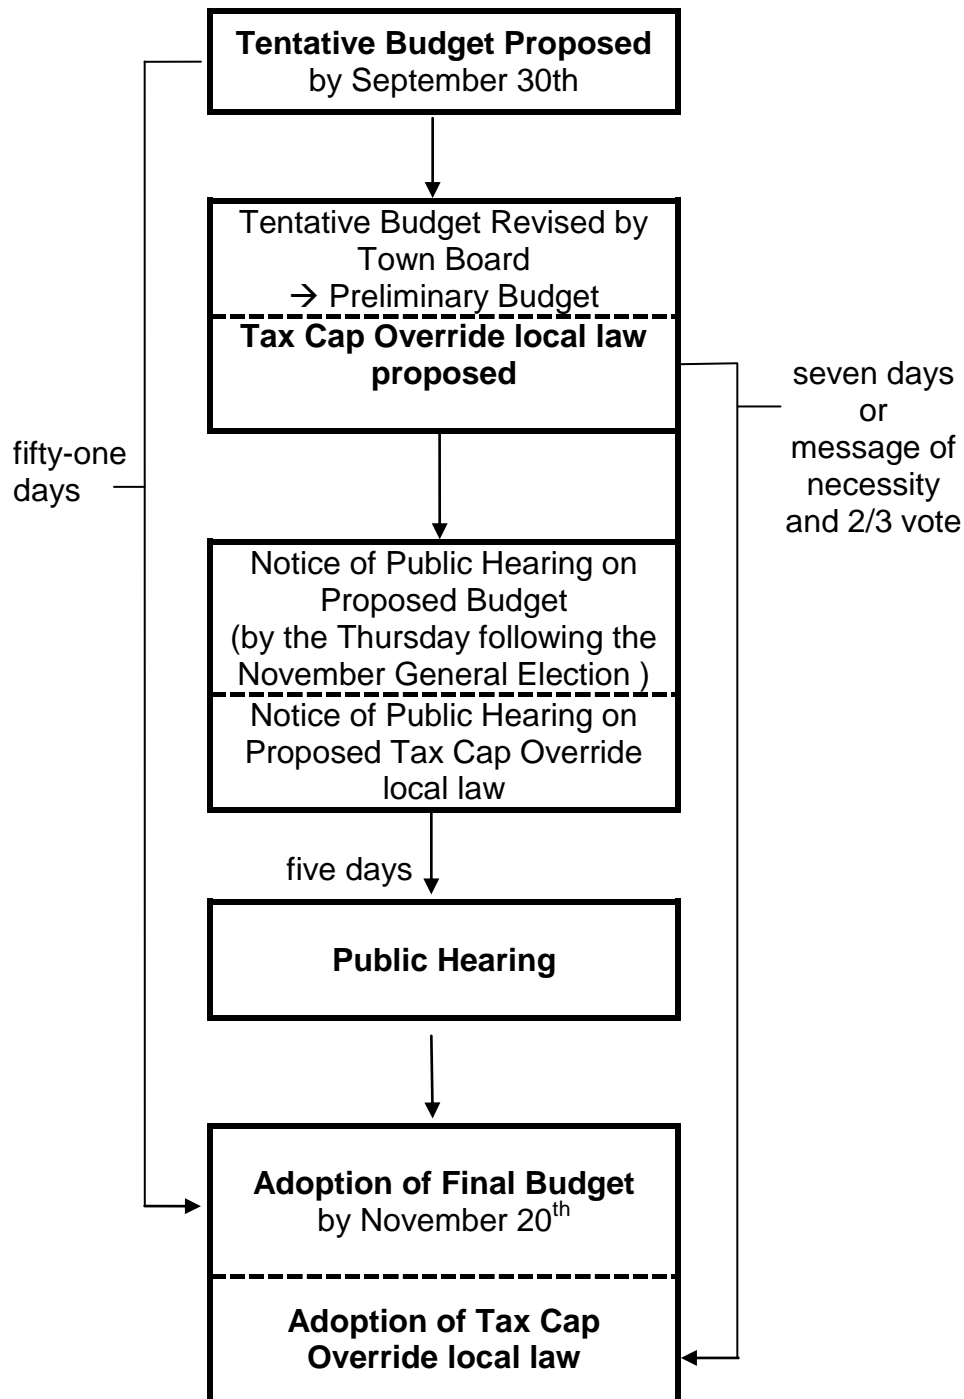 Tentative Budget Proposed
by September 30th
Tentative Budget Revised by
Town Board
→ Preliminary Budget
Tax Cap Override local law
proposed
seven days
or
message of
necessity
and 2/3 vote
fifty-one
days
Notice of Public Hearing on
Proposed Budget
(by the Thursday following the
November General Election )
Notice of Public Hearing on
Proposed Tax Cap Override
local law
five days
Public Hearing
Adoption of Final Budget
by November 20th
Adoption of Tax Cap
Override local law